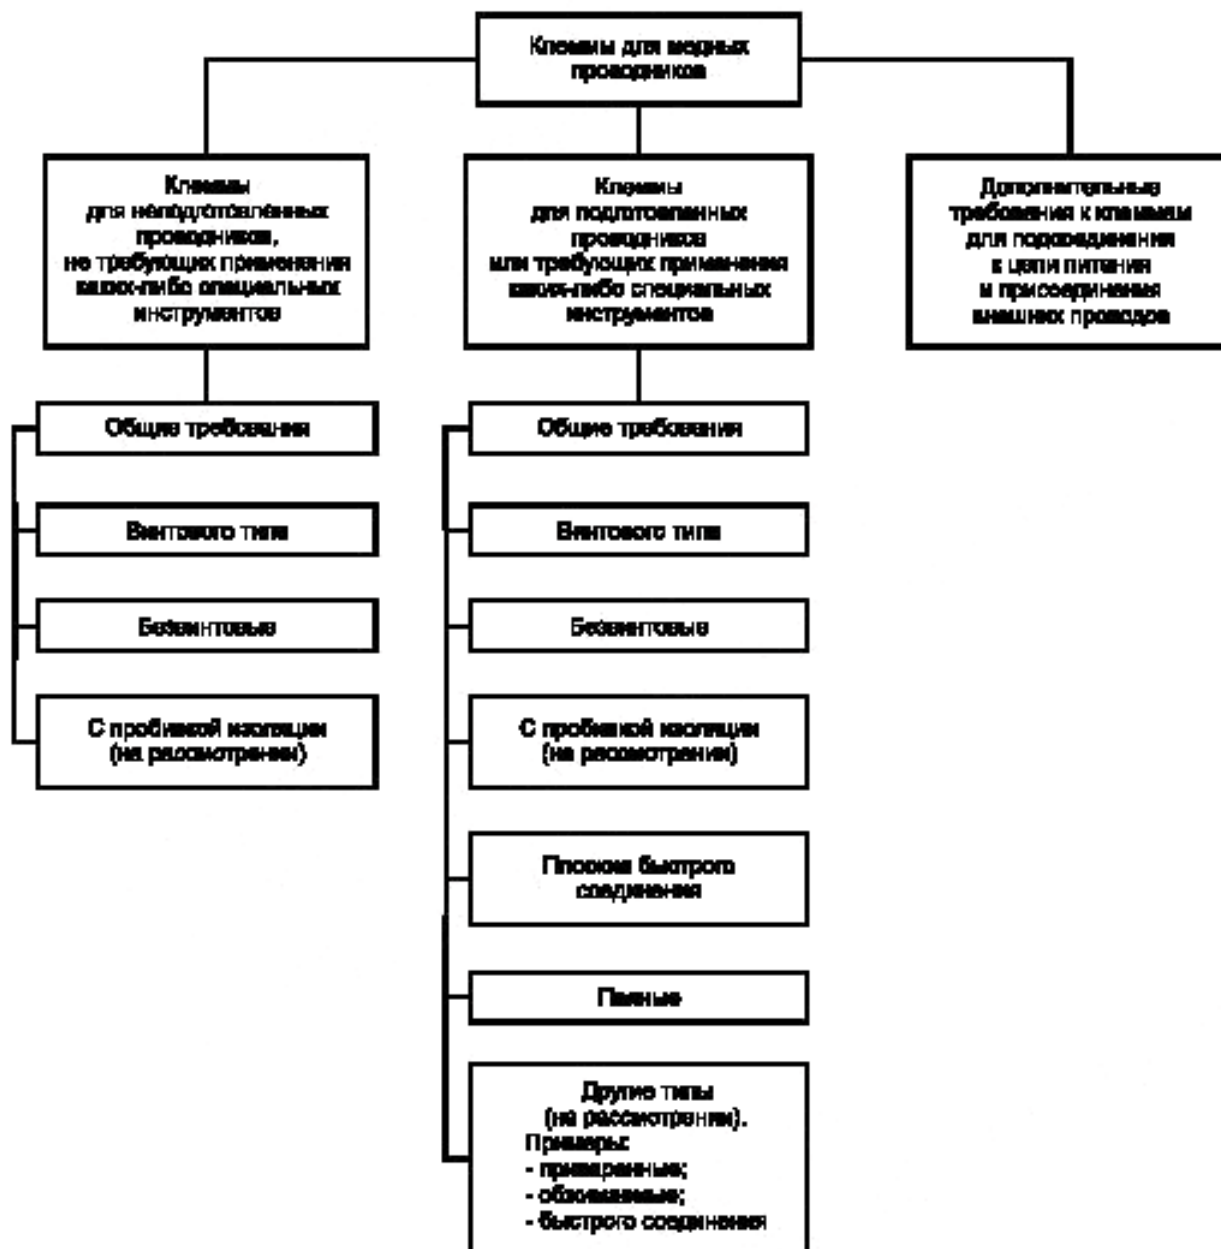 Клеммы для медных
проводников
Клеммы
для неподготовленных
проводников,
не требующих применения
каких-либо специальных
инструментов
Клеммы
для подготовленных
проводников
или требующих применения
каких-либо специальных
инструментов
Дополнительные
требования к клеммам
для подсоединения
к цепи питания
и присоединения
внешних проводов
Общие требования
Винтового типа
Безвинтовые
С пробивкой изоляции
(на рассмотрении)
Общие требования
Винтового типа
Безвинтовые
С пробивкой изоляции
(на рассмотрении)
Плоские быстрого
соединения
Паяные
Другие типы
(на рассмотрении).
Примеры:
- приваренные;
- обжимаемые;
- быстрого соединения